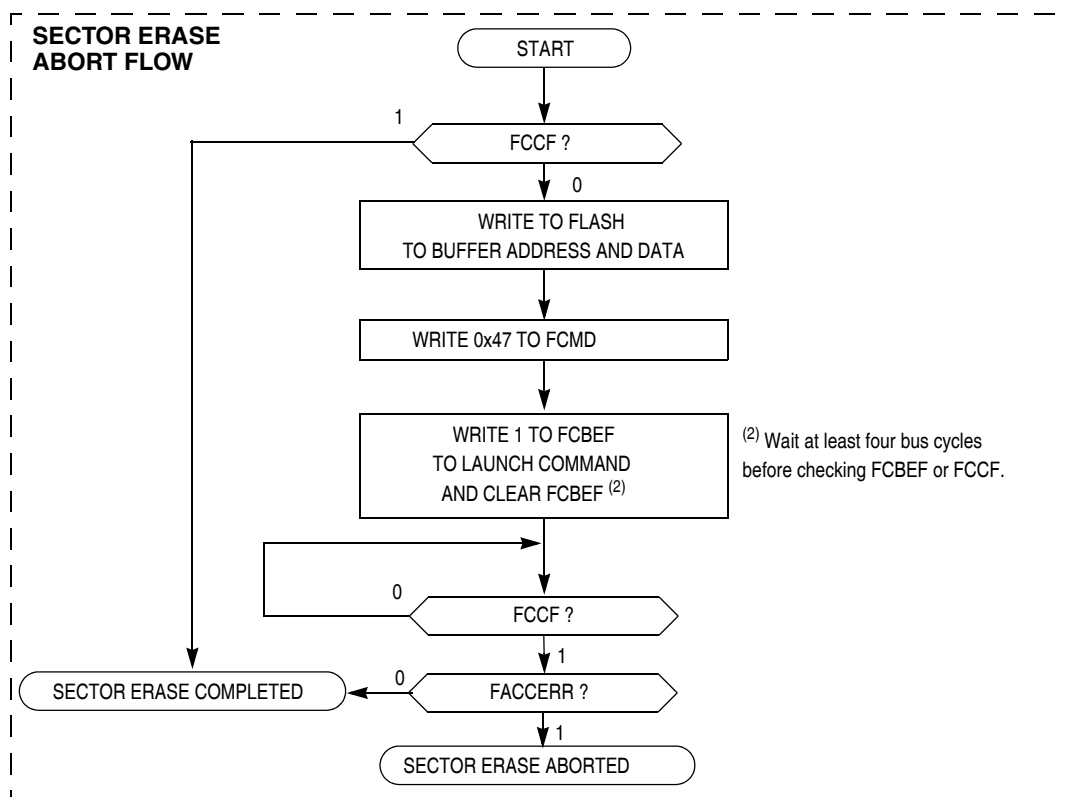 SECTOR ERASE
ABORT FLOW
START
1
FCCF ?
0
WRITE TO FLASH
TO BUFFER ADDRESS AND DATA
WRITE 0x47 TO FCMD
WRITE 1 TO FCBEF
TO LAUNCH COMMAND
AND CLEAR FCBEF (2)
(2) Wait at least four bus cycles
before checking FCBEF or FCCF.
0
FCCF ?
1
SECTOR ERASE COMPLETED
0
FACCERR ?
1
SECTOR ERASE ABORTED